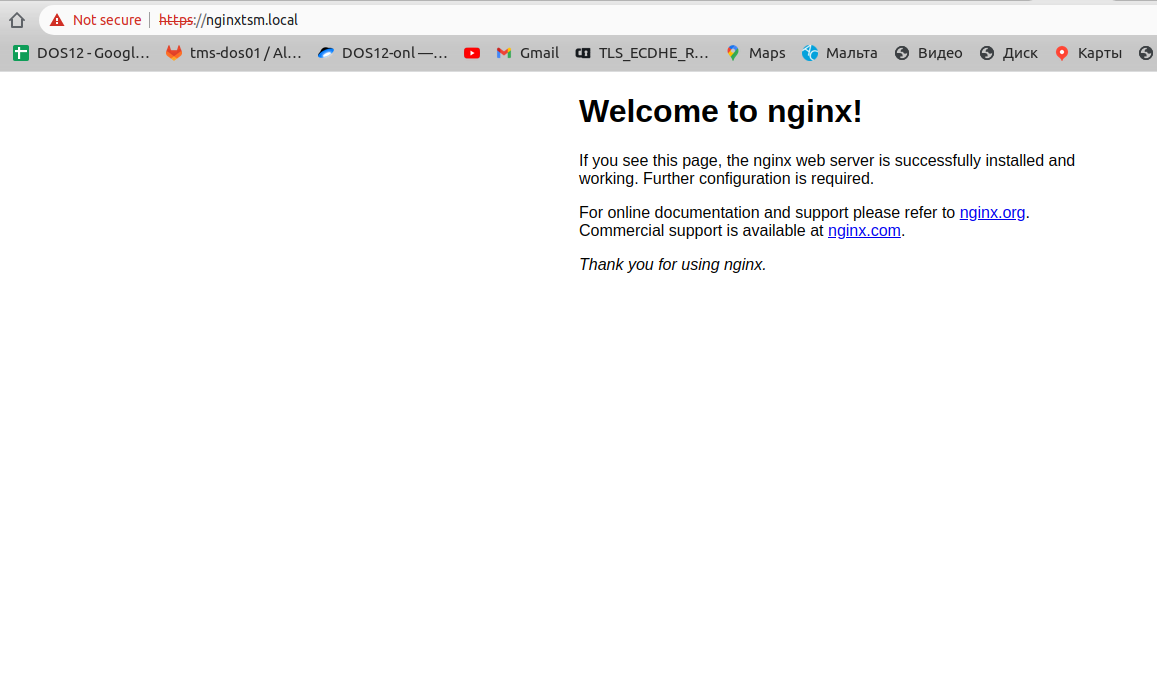 Not secure https://nginxtsm.local
DOS12 - Googl… tms-dos01 / Al… DOS12-onl —… Gmail TLS_ECDHE_R… Maps Мальта Видео Диск Карты
Welcome to nginx!
If you see this page, the nginx web server is successfully installed and
working. Further configuration is required.
For online documentation and support please refer to nginx.org.
Commercial support is available at nginx.com.
Thank you for using nginx.